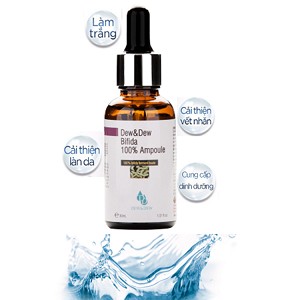 Làm
trắng
Cải thiện
vết nhăn
Dew&Dew
Bifida
100% Ampoule
Cải thiện
làn da
Cung cấp
dinh dưỡng